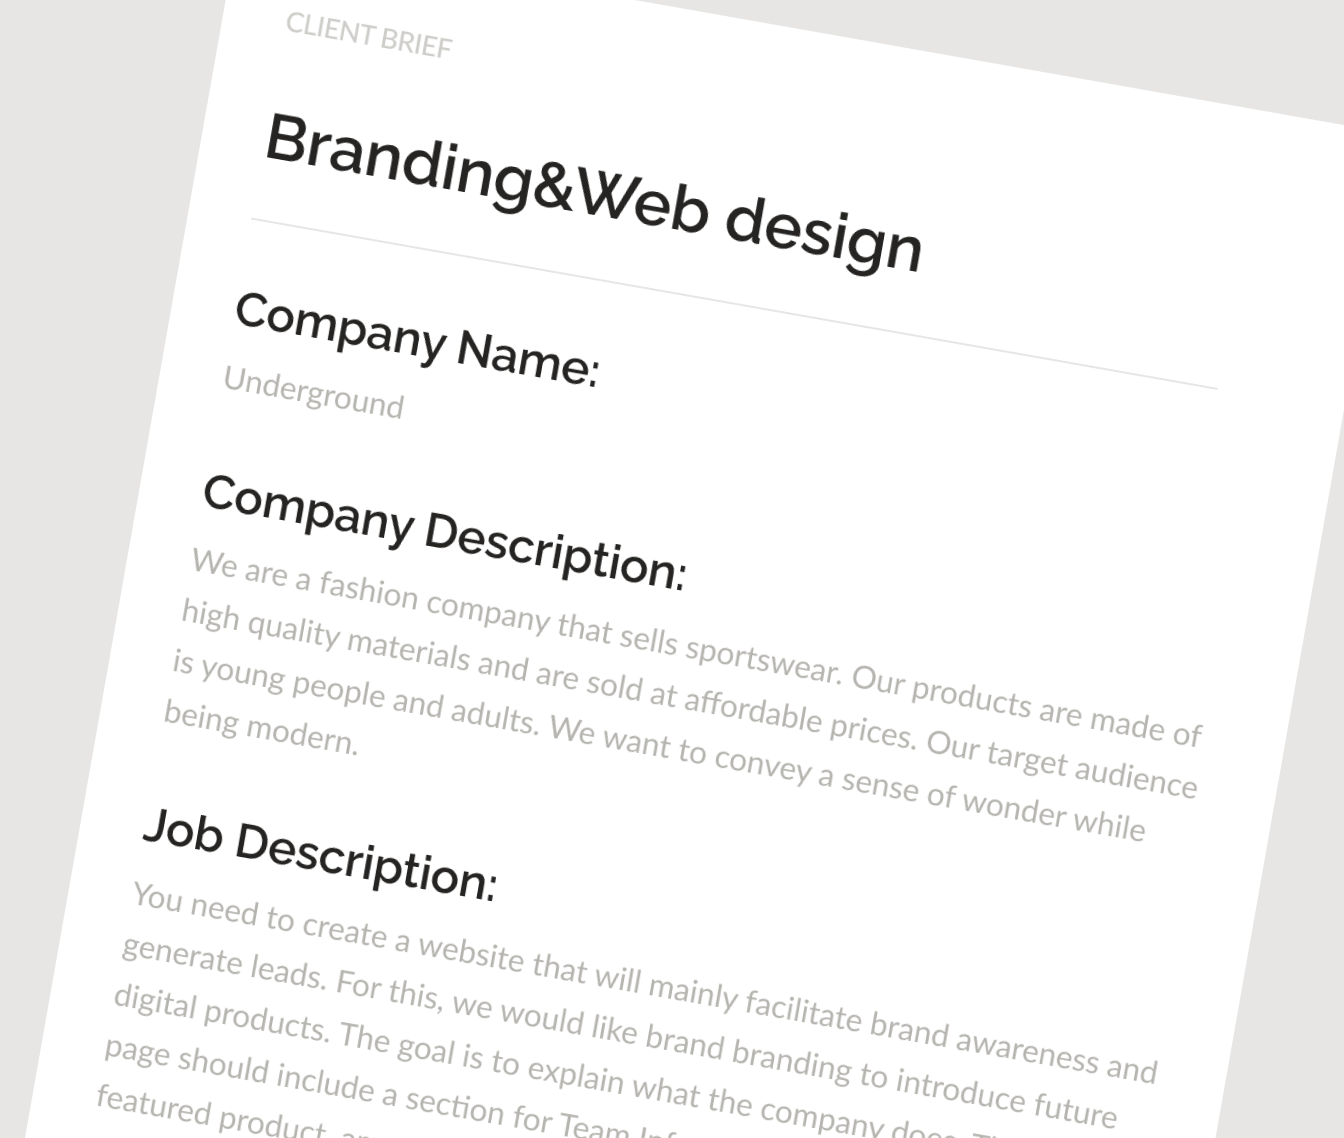 CLIENT BRIEF
Branding&Web design
Company Name:
Underground
Company Description:
We are a fashion company that sells sportswear. Our products are made of
high quality materials and are sold at affordable prices. Our target audience
is young people and adults. We want to convey a sense of wonder while
being modern.
Job Description:
You need to create a website that will mainly facilitate brand awareness and
generate leads. For this, we would like brand branding to introduce future
digital products. The goal is to explain what the company does.
page should include a section for Team
featured product,